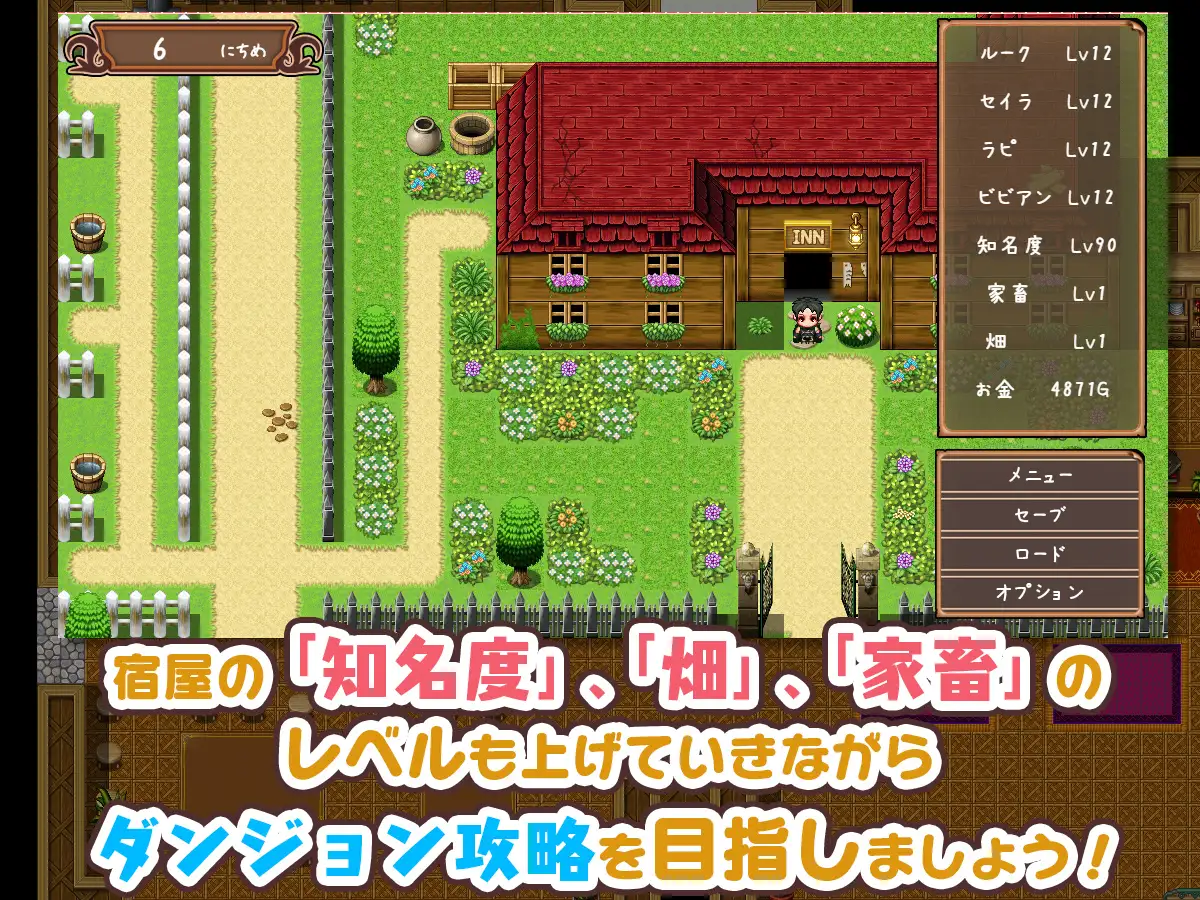 6 にちめ
INN
ルーク Lv12
セイラ Lv12
ラピ Lv12
ビビアン Lv12
知名度 Lv90
家畜 Lv1
畑 Lv1
お金 4871G
メニュー
セーブ
ロード
オプション
宿屋の「知名度」、「畑」、「家畜」の
レベルも上げていきながら
ダンジョン攻略を目指しましよう!